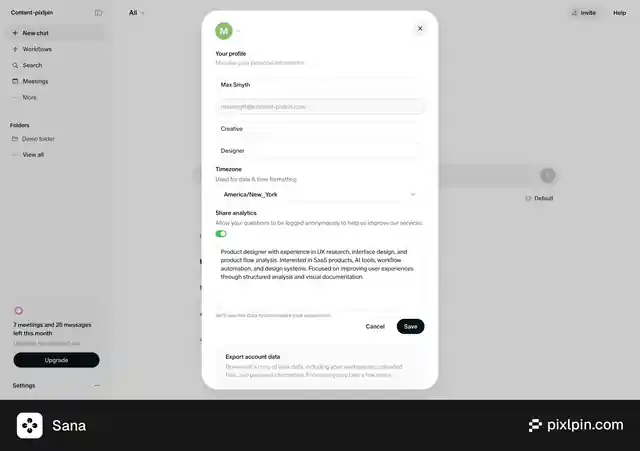 Content-pixlpin
New chat
Workflows
Search
Meetings
More
Folders
Demo folder
View all
7 meetings and 20 messages
left this month
Upgrade
Settings
Ali
Invite
Help
Default
M
Your profile
Manage your personal information.
Max Smyth
Creative
Designer
Timezone
Used for date & time formatting
America/New_York
Share analytics
Allow your questions to be logged anonymously to help us improve our services.
Product designer with experience in UX research, interface design, and
product flow analysis. Interested in SaaS products, AI tools, workflow
automation, and design systems. Focused on improving user experiences
through structured analysis and visual documentation.
Cancel
Save
Export account data
Sana
pixlpin.com